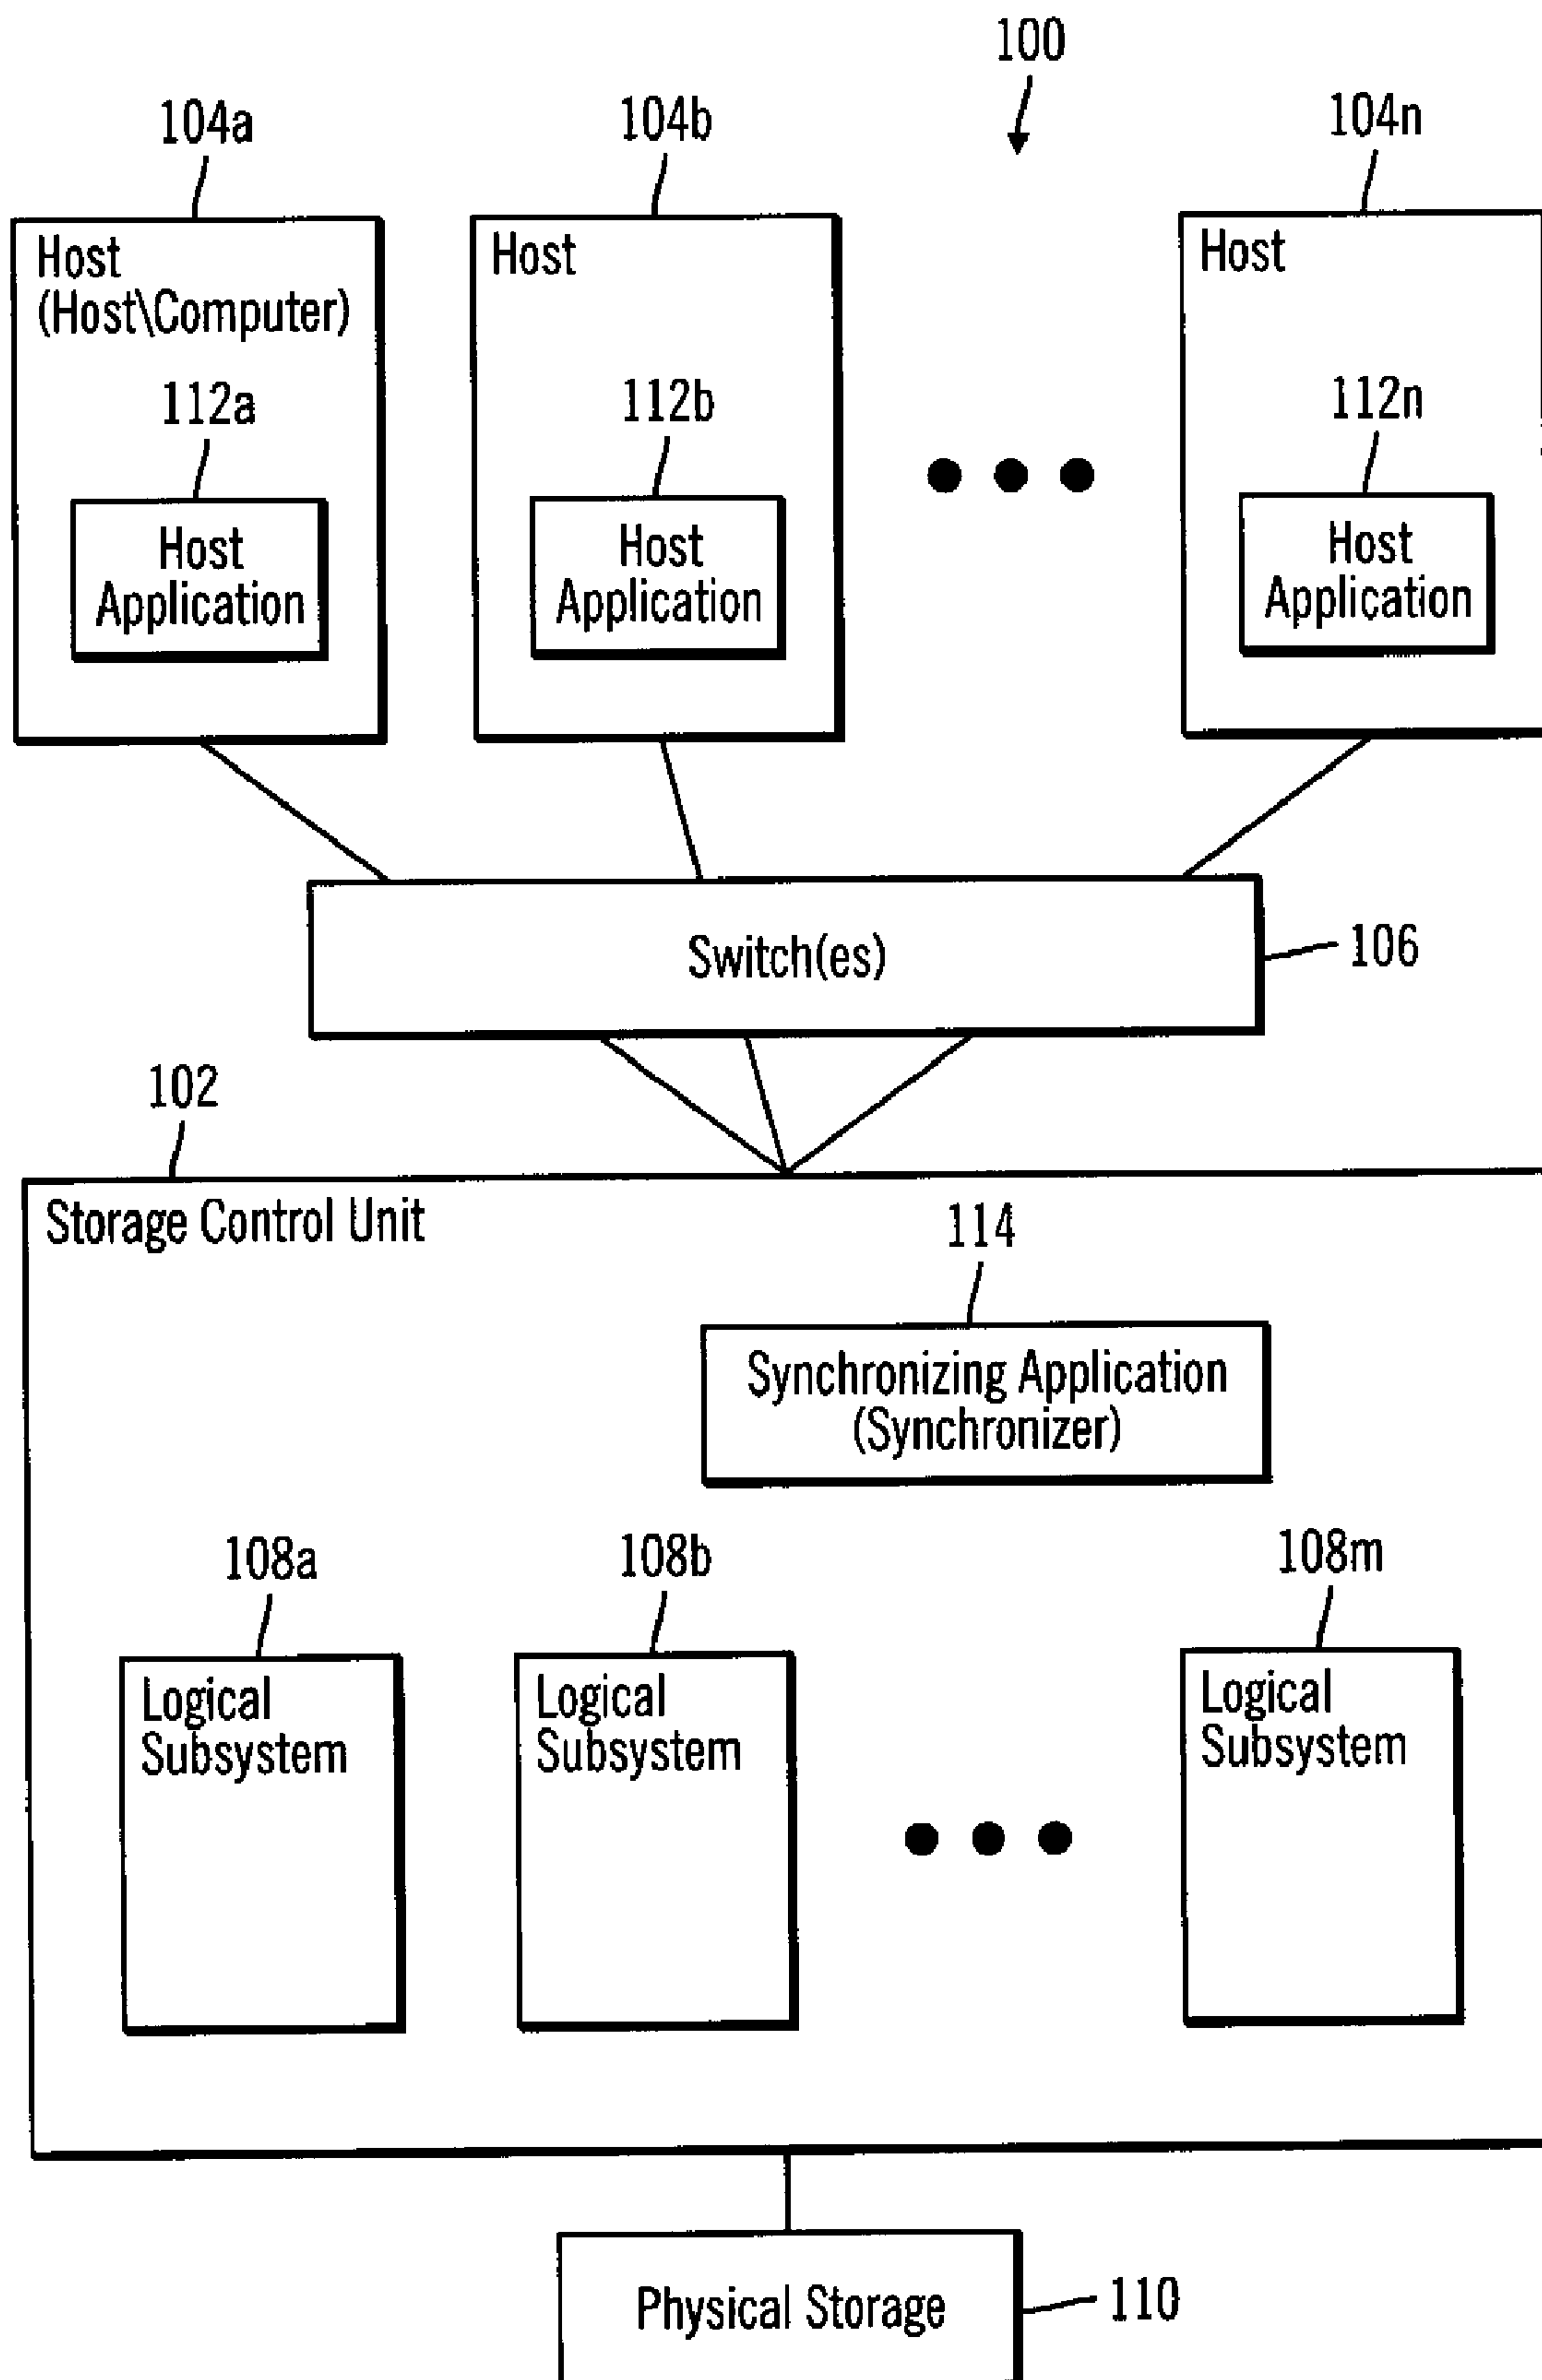 100
104a
104b
104n
Host
(Host\Computer)
Host
Host
112a
112b
112n
Host
Application
Host
Application
Host
Application
Switch(es)
106
102
Storage Control Unit
114
Synchronizing Application
(Synchronizer)
108a
108b
108m
Logical
Subsystem
Logical
Subsystem
Logical
Subsystem
Physical Storage
110